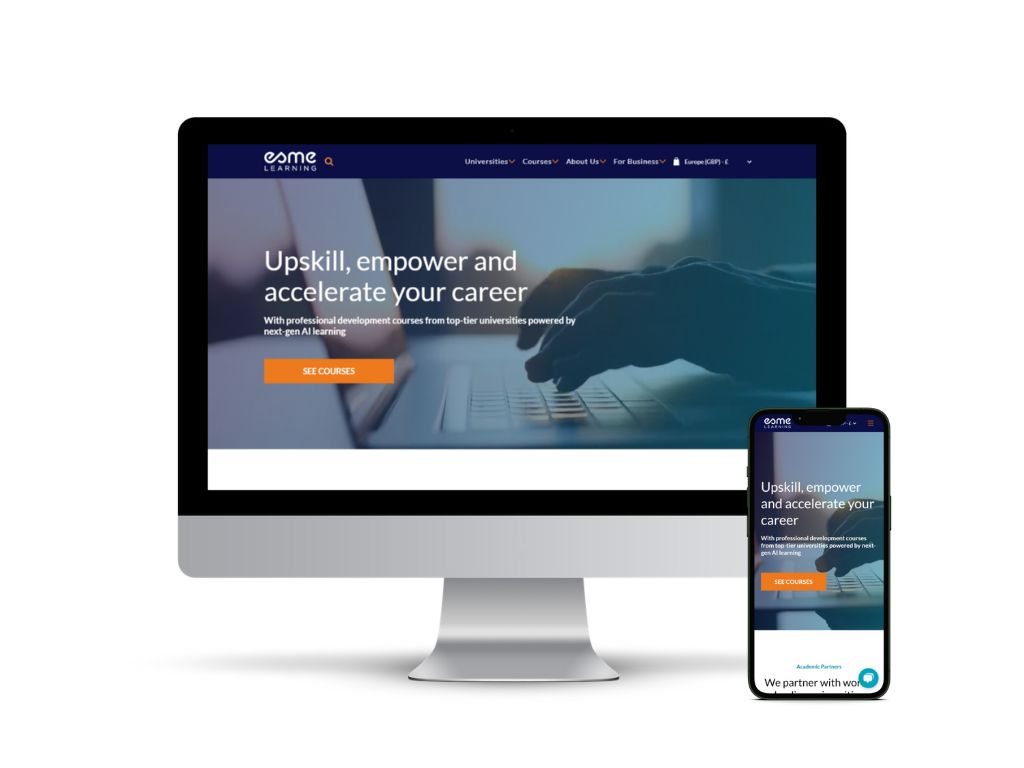 esme
LEARNING
Universities Courses About Us For Business Europe (GBP) - £
Upskill, empower and
accelerate your career
With professional development courses from top-tier universities powered by
next-gen AI learning
SEE COURSES
esme
LEARNING
Upskill, empower
and accelerate your
career
With professional development courses
from top-tier universities powered by next-
gen AI learning
SEE COURSES
Academic Partners
We partner with